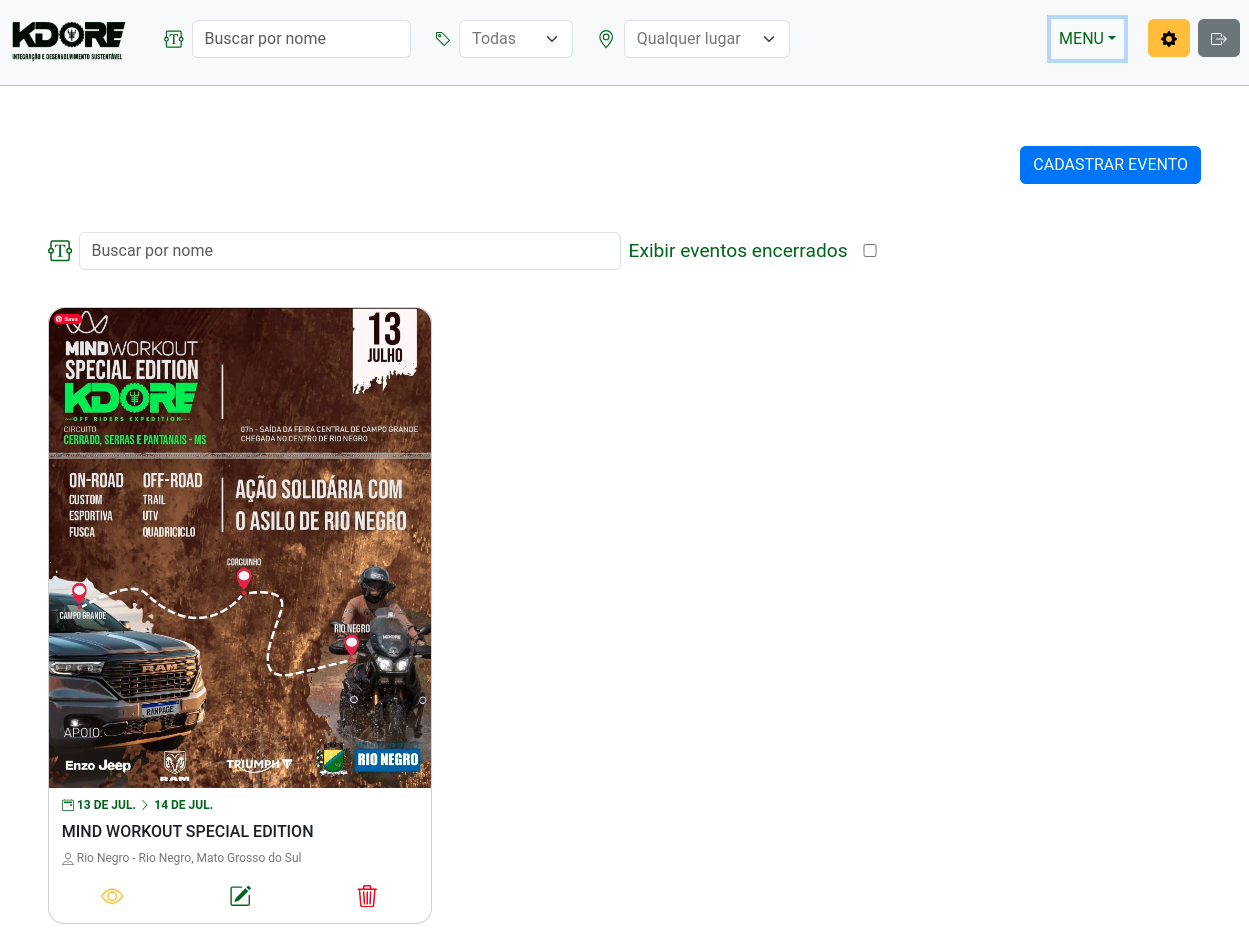 KDORE
INTEGRAÇÃO E DESENVOLVIMENTO SUSTENTÁVEL
Buscar por nome
Todas
Qualquer lugar
MENU
CADASTRAR EVENTO
Buscar por nome
Exibir eventos encerrados
Save
13
JULHO
MINDWORKOUT
SPECIAL EDITION
KDORE
OFF RIDERS EXPEDITION
CIRCUITO
CERRADO, SERRAS E PANTANAIS - MS
07h - SAÍDA DA FEIRA CENTRAL DE CAMPO GRANDE
CHEGADA NO CENTRO DE RIO NEGRO
ON-ROAD
CUSTOM
ESPORTIVA
FUSCA
OFF-ROAD
TRAIL
UTV
QUADRICICLO
AÇÃO SOLIDÁRIA COM
O ASILO DE RIO NEGRO
CORGUINHO
CAMPO GRANDE
RIO NEGRO
KDORE
RAM
RAMPAGE
APOIO:
Enzo Jeep
RAM
TRIUMPH
RIO NEGRO
13 DE JUL. > 14 DE JUL.
MIND WORKOUT SPECIAL EDITION
Rio Negro - Rio Negro, Mato Grosso do Sul